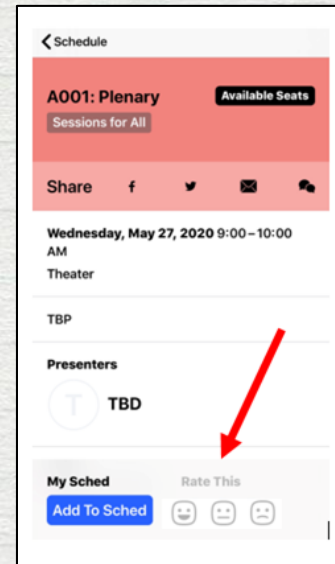 Schedule
A001: Plenary
Available Seats
Sessions for All
Share
Wednesday, May 27, 2020 9:00–10:00
AM
Theater
TBP
Presenters
T
TBD
My Sched
Rate This
Add To Sched